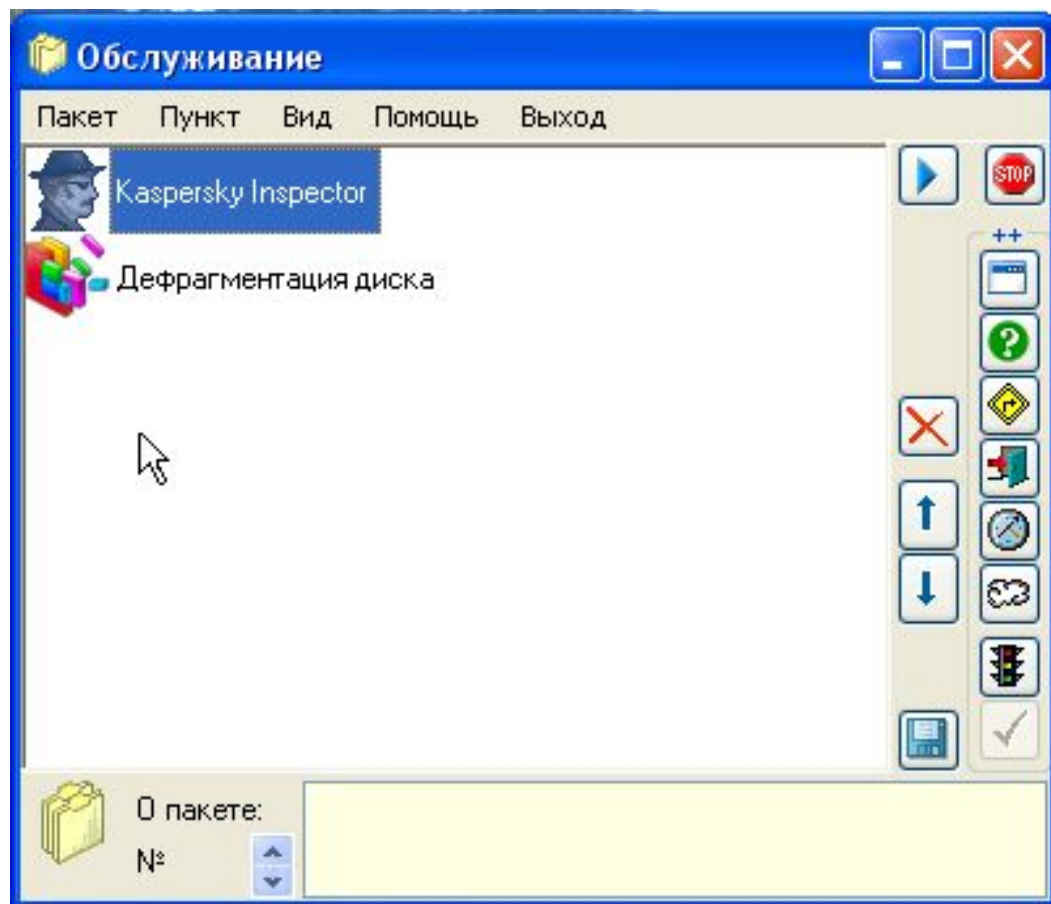 Обслуживание
Пакет Пункт Вид Помощь Выход
Kaspersky Inspector
Дефрагментация диска
STOP
++
?
О пакете:
№